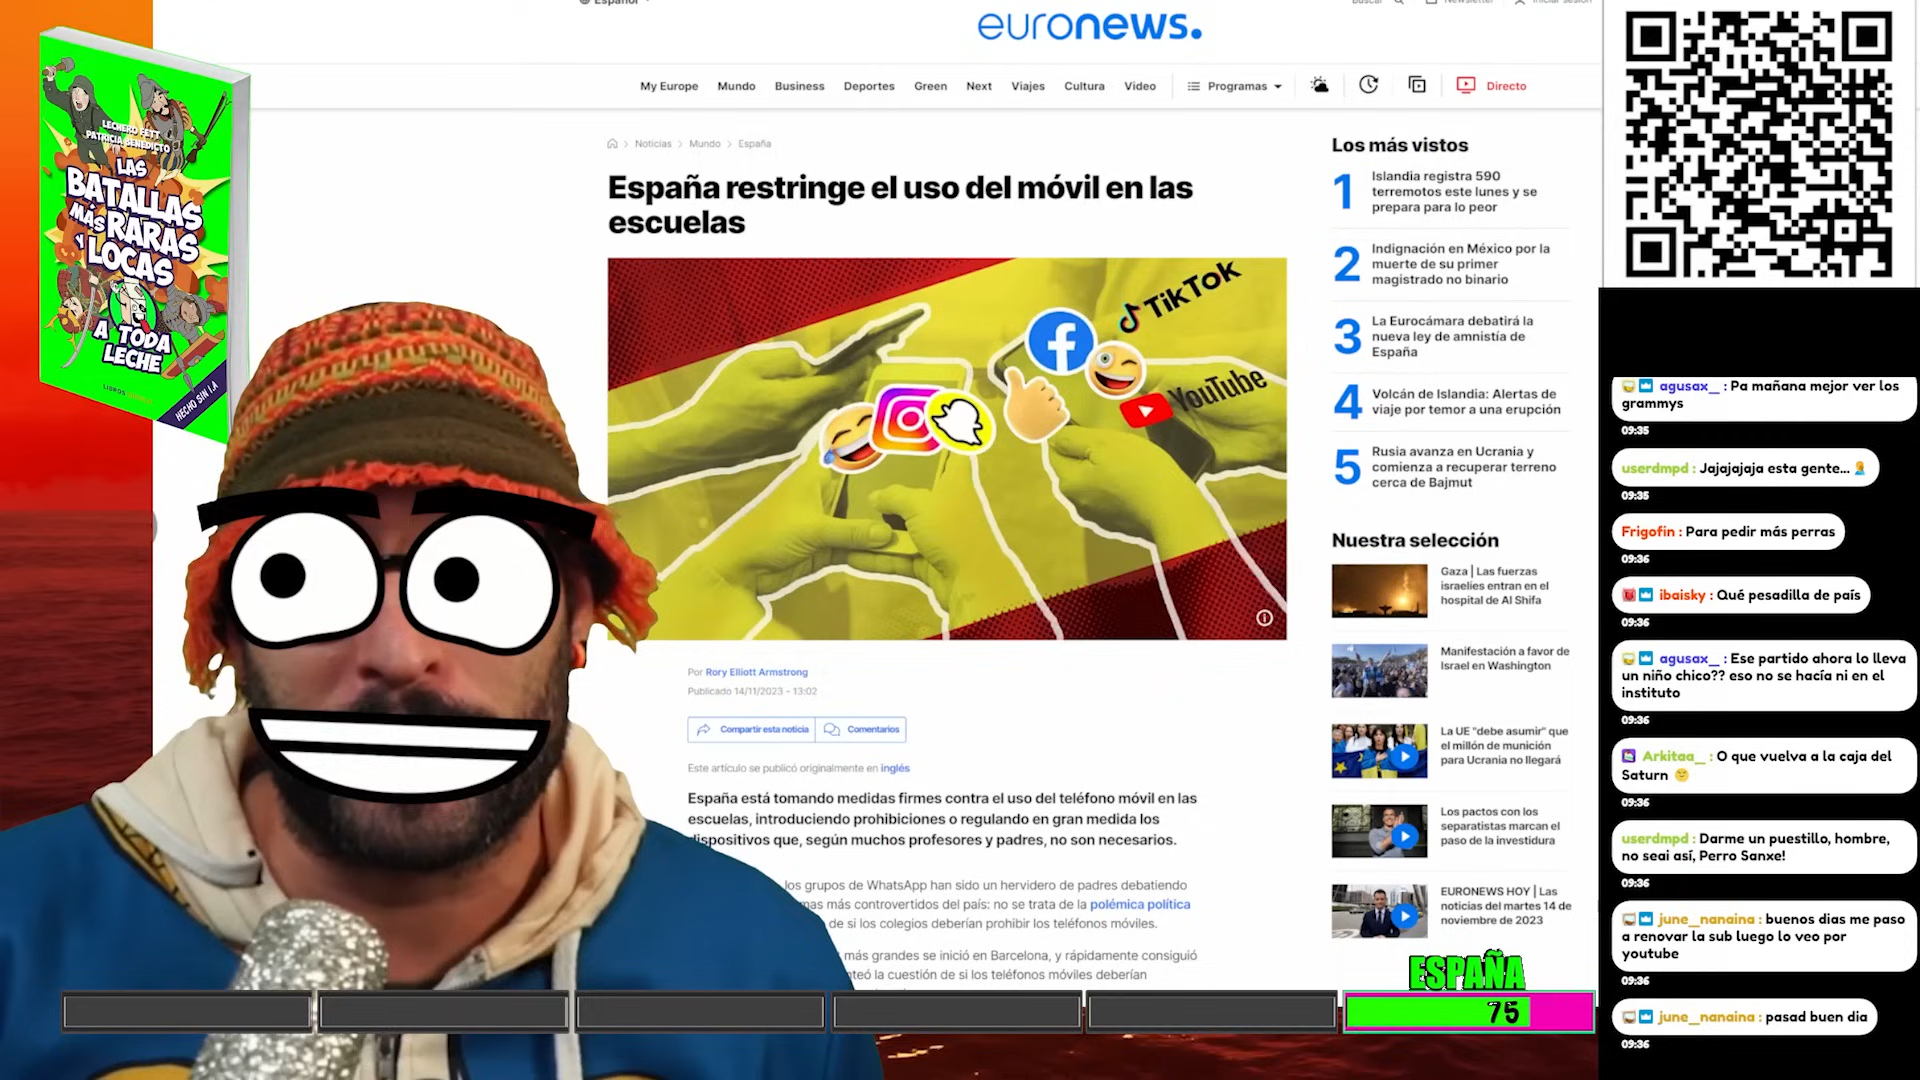 Español
Buscar
Newsletter
Iniciar sesión
euronews.
My Europe
Mundo
Business
Deportes
Green
Next
Viajes
Cultura
Video
Programas
Directo
LECHERO FETT
PATRICIA BENEDICTO
LAS
BATALLAS
MÁS RARAS
Y LOCAS
A TODA
LECHE
HECHO SIN I.A
Noticias > Mundo > España
España restringe el uso del móvil en las
escuelas
TikTok
YouTube
Por Rory Elliott Armstrong
Publicado 14/11/2023 - 13:02
Compartir esta noticia
Comentarios
Este artículo se publicó originalmente en inglés
España está tomando medidas firmes contra el uso del teléfono móvil en las
escuelas, introduciendo prohibiciones o regulando en gran medida los
dispositivos que, según muchos profesores y padres, no son necesarios.
los grupos de WhatsApp han sido un hervidero de padres debatiendo
mas más controvertidos del país: no se trata de la polémica política
de si los colegios deberían prohibir los teléfonos móviles.
más grandes se inició en Barcelona, y rápidamente consiguió
nteó la cuestión de si los teléfonos móviles deberían
Los más vistos
1
Islandia registra 590
terremotos este lunes y se
prepara para lo peor
2
Indignación en México por la
muerte de su primer
magistrado no binario
3
La Eurocámara debatirá la
nueva ley de amnistía de
España
4
Volcán de Islandia: Alertas de
viaje por temor a una erupción
5
Rusia avanza en Ucrania y
comienza a recuperar terreno
cerca de Bajmut
Nuestra selección
Gaza | Las fuerzas
israelíes entran en el
hospital de Al Shifa
Manifestación a favor de
Israel en Washington
La UE "debe asumir" que
el millón de munición
para Ucrania no llegará
Los pactos con los
separatistas marcan el
paso de la investidura
EURONEWS HOY | Las
noticias del martes 14 de
noviembre de 2023
ESPAÑA
75
agusax_ : Pa mañana mejor ver los
grammys
09:35
userdmpd : Jajajajaja esta gente...
09:35
Frigofin : Para pedir más perras
09:36
ibaisky : Qué pesadilla de país
09:36
agusax_ : Ese partido ahora lo lleva
un niño chico?? eso no se hacía ni en el
instituto
09:36
Arkitaa_ : O que vuelva a la caja del
Saturn
09:36
userdmpd : Darme un puestillo, hombre,
no seai así, Perro Sanxe!
09:36
june_nanaina : buenos dias me paso
a renovar la sub luego lo veo por
youtube
09:36
june_nanaina : pasad buen dia
09:36